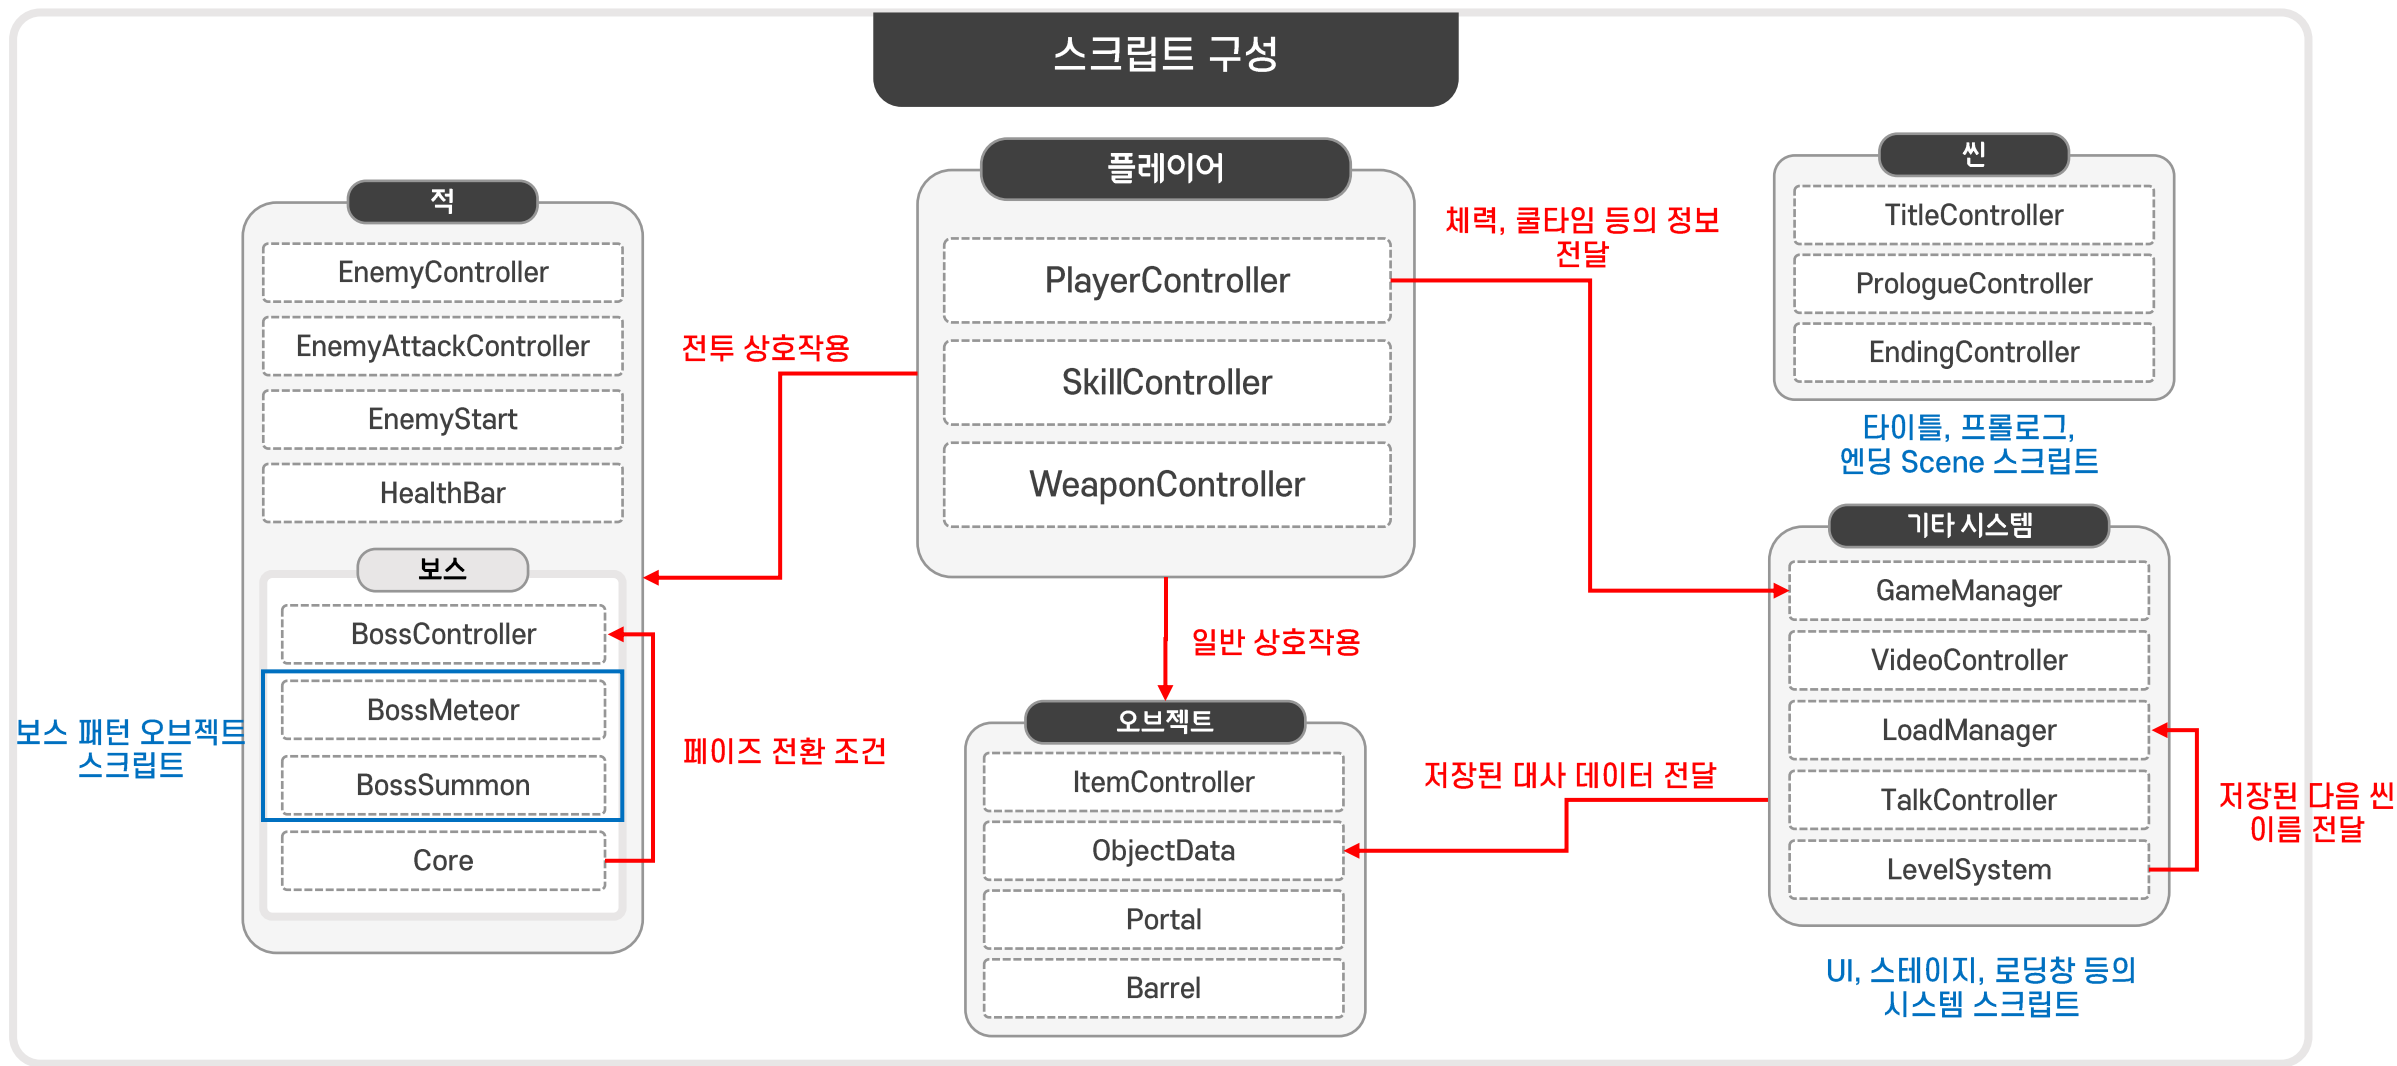 스크립트 구성
적
EnemyController
EnemyAttackController
EnemyStart
HealthBar
보스
BossController
BossMeteor
BossSummon
Core
보스 패턴 오브젝트
스크립트
페이즈 전환 조건
전투 상호작용
플레이어
PlayerController
SkillController
WeaponController
일반 상호작용
오브젝트
ItemController
ObjectData
Portal
Barrel
체력, 쿨타임 등의 정보
전달
저장된 대사 데이터 전달
씬
TitleController
PrologueController
EndingController
타이틀, 프롤로그,
엔딩 Scene 스크립트
기타 시스템
GameManager
VideoController
LoadManager
TalkController
LevelSystem
저장된 다음 씬
이름 전달
UI, 스테이지, 로딩창 등의
시스템 스크립트